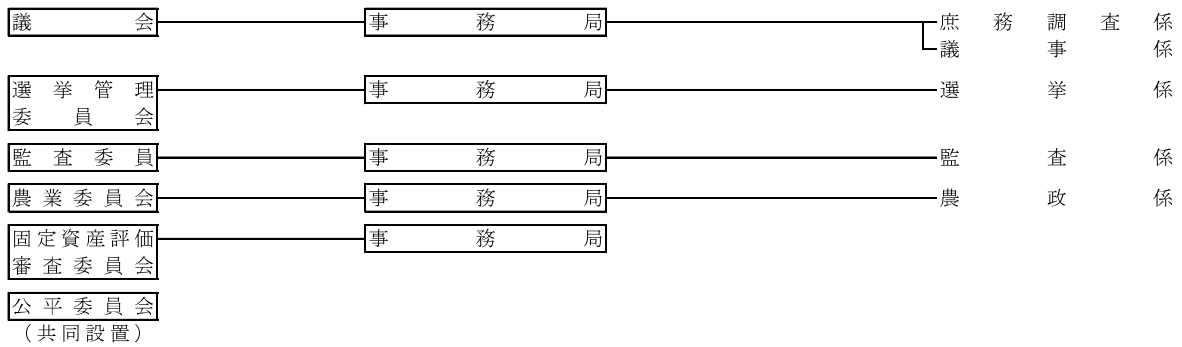 議会 事務局 庶務調査係
議事係
選挙管理 事務局 選挙係
委員会
監査委員 事務局 監査係
農業委員会 事務局 農政係
固定資産評価 事務局
審査委員会
公平委員会
（共同設置）